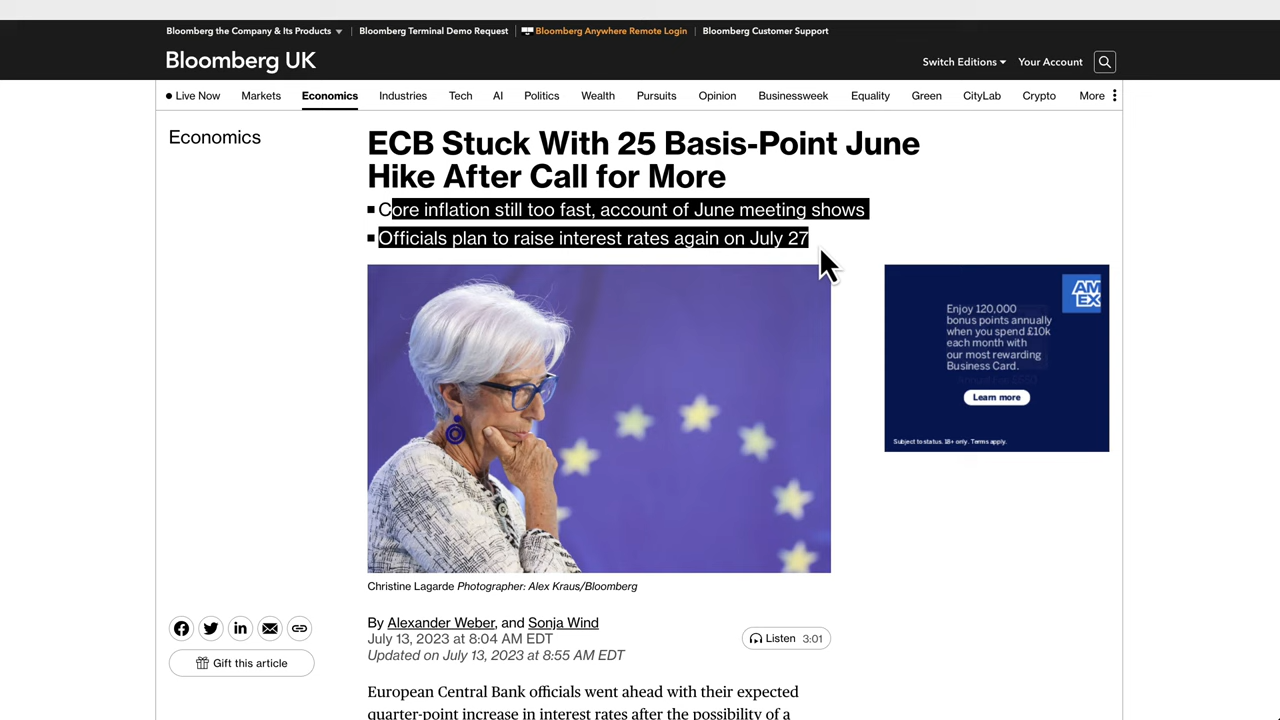 Bloomberg the Company & Its Products
Bloomberg Terminal Demo Request
Bloomberg Anywhere Remote Login
Bloomberg Customer Support
Bloomberg UK
Switch Editions
Your Account
Live Now
Markets
Economics
Industries
Tech
AI
Politics
Wealth
Pursuits
Opinion
Businessweek
Equality
Green
CityLab
Crypto
More
Economics
ECB Stuck With 25 Basis-Point June
Hike After Call for More
Core inflation still too fast, account of June meeting shows
Officials plan to raise interest rates again on July 27
AM
EX
Enjoy 120,000
bonus points annually
when you spend £10k
each month with
our most rewarding
Business Card.
Learn more
Subject to status. 18+ only. Terms apply.
Christine Lagarde Photographer: Alex Kraus/Bloomberg
By Alexander Weber, and Sonja Wind
July 13, 2023 at 8:04 AM EDT
Updated on July 13, 2023 at 8:55 AM EDT
Listen 3:01
in
Gift this article
European Central Bank officials went ahead with their expected
quarter-point increase in interest rates after the possibility of a